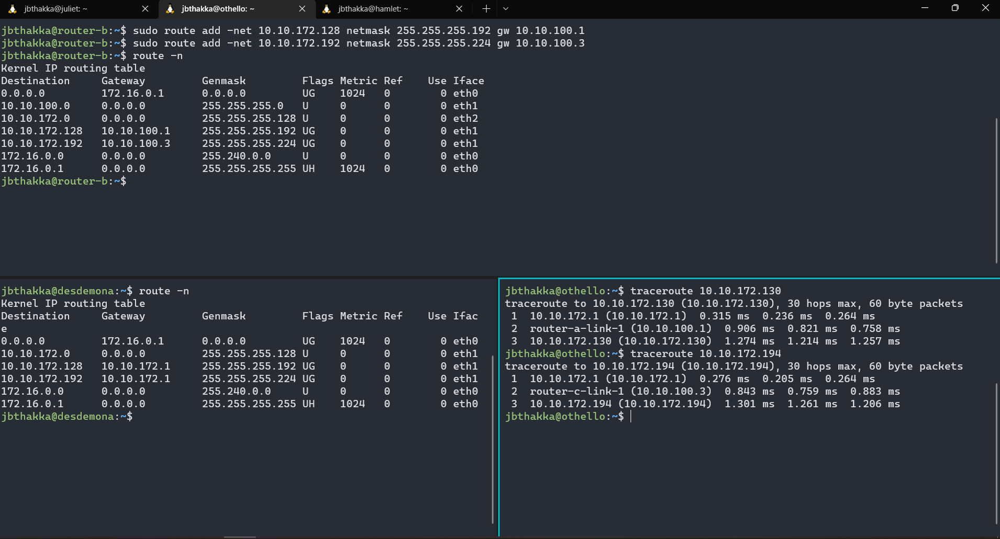 jbthakka@juliet: ~
jbthakka@othello: ~
jbthakka@hamlet: ~
jbthakka@router-b:~$ sudo route add -net 10.10.172.128 netmask 255.255.255.192 gw 10.10.100.1
jbthakka@router-b:~$ sudo route add -net 10.10.172.192 netmask 255.255.255.224 gw 10.10.100.3
jbthakka@router-b:~$ route -n
Kernel IP routing table
Destination     Gateway         Genmask         Flags Metric Ref    Use Iface
0.0.0.0         172.16.0.1      0.0.0.0         UG    1024   0        0 eth0
10.10.100.0     0.0.0.0         255.255.255.0   U     0      0        0 eth1
10.10.172.0     0.0.0.0         255.255.255.128 U     0      0        0 eth2
10.10.172.128   10.10.100.1     255.255.255.192 UG    0      0        0 eth1
10.10.172.192   10.10.100.3     255.255.255.224 UG    0      0        0 eth1
172.16.0.0      0.0.0.0         255.240.0.0     U     0      0        0 eth0
172.16.0.1      0.0.0.0         255.255.255.255 UH    1024   0        0 eth0
jbthakka@router-b:~$
jbthakka@desdemona:~$ route -n
Kernel IP routing table
Destination     Gateway         Genmask         Flags Metric Ref    Use Ifac
e
0.0.0.0         172.16.0.1      0.0.0.0         UG    1024   0        0 eth0
10.10.172.0     0.0.0.0         255.255.255.128 U     0      0        0 eth1
10.10.172.128   10.10.172.1     255.255.255.192 UG    0      0        0 eth1
10.10.172.192   10.10.172.1     255.255.255.224 UG    0      0        0 eth1
172.16.0.0      0.0.0.0         255.240.0.0     U     0      0        0 eth0
172.16.0.1      0.0.0.0         255.255.255.255 UH    1024   0        0 eth0
jbthakka@desdemona:~$
jbthakka@othello:~$ traceroute 10.10.172.130
traceroute to 10.10.172.130 (10.10.172.130), 30 hops max, 60 byte packets
 1  10.10.172.1 (10.10.172.1)  0.315 ms  0.236 ms  0.264 ms
 2  router-a-link-1 (10.10.100.1)  0.906 ms  0.821 ms  0.758 ms
 3  10.10.172.130 (10.10.172.130)  1.274 ms  1.214 ms  1.257 ms
jbthakka@othello:~$ traceroute 10.10.172.194
traceroute to 10.10.172.194 (10.10.172.194), 30 hops max, 60 byte packets
 1  10.10.172.1 (10.10.172.1)  0.276 ms  0.205 ms  0.264 ms
 2  router-c-link-1 (10.10.100.3)  0.843 ms  0.759 ms  0.883 ms
 3  10.10.172.194 (10.10.172.194)  1.301 ms  1.261 ms  1.206 ms
jbthakka@othello:~$